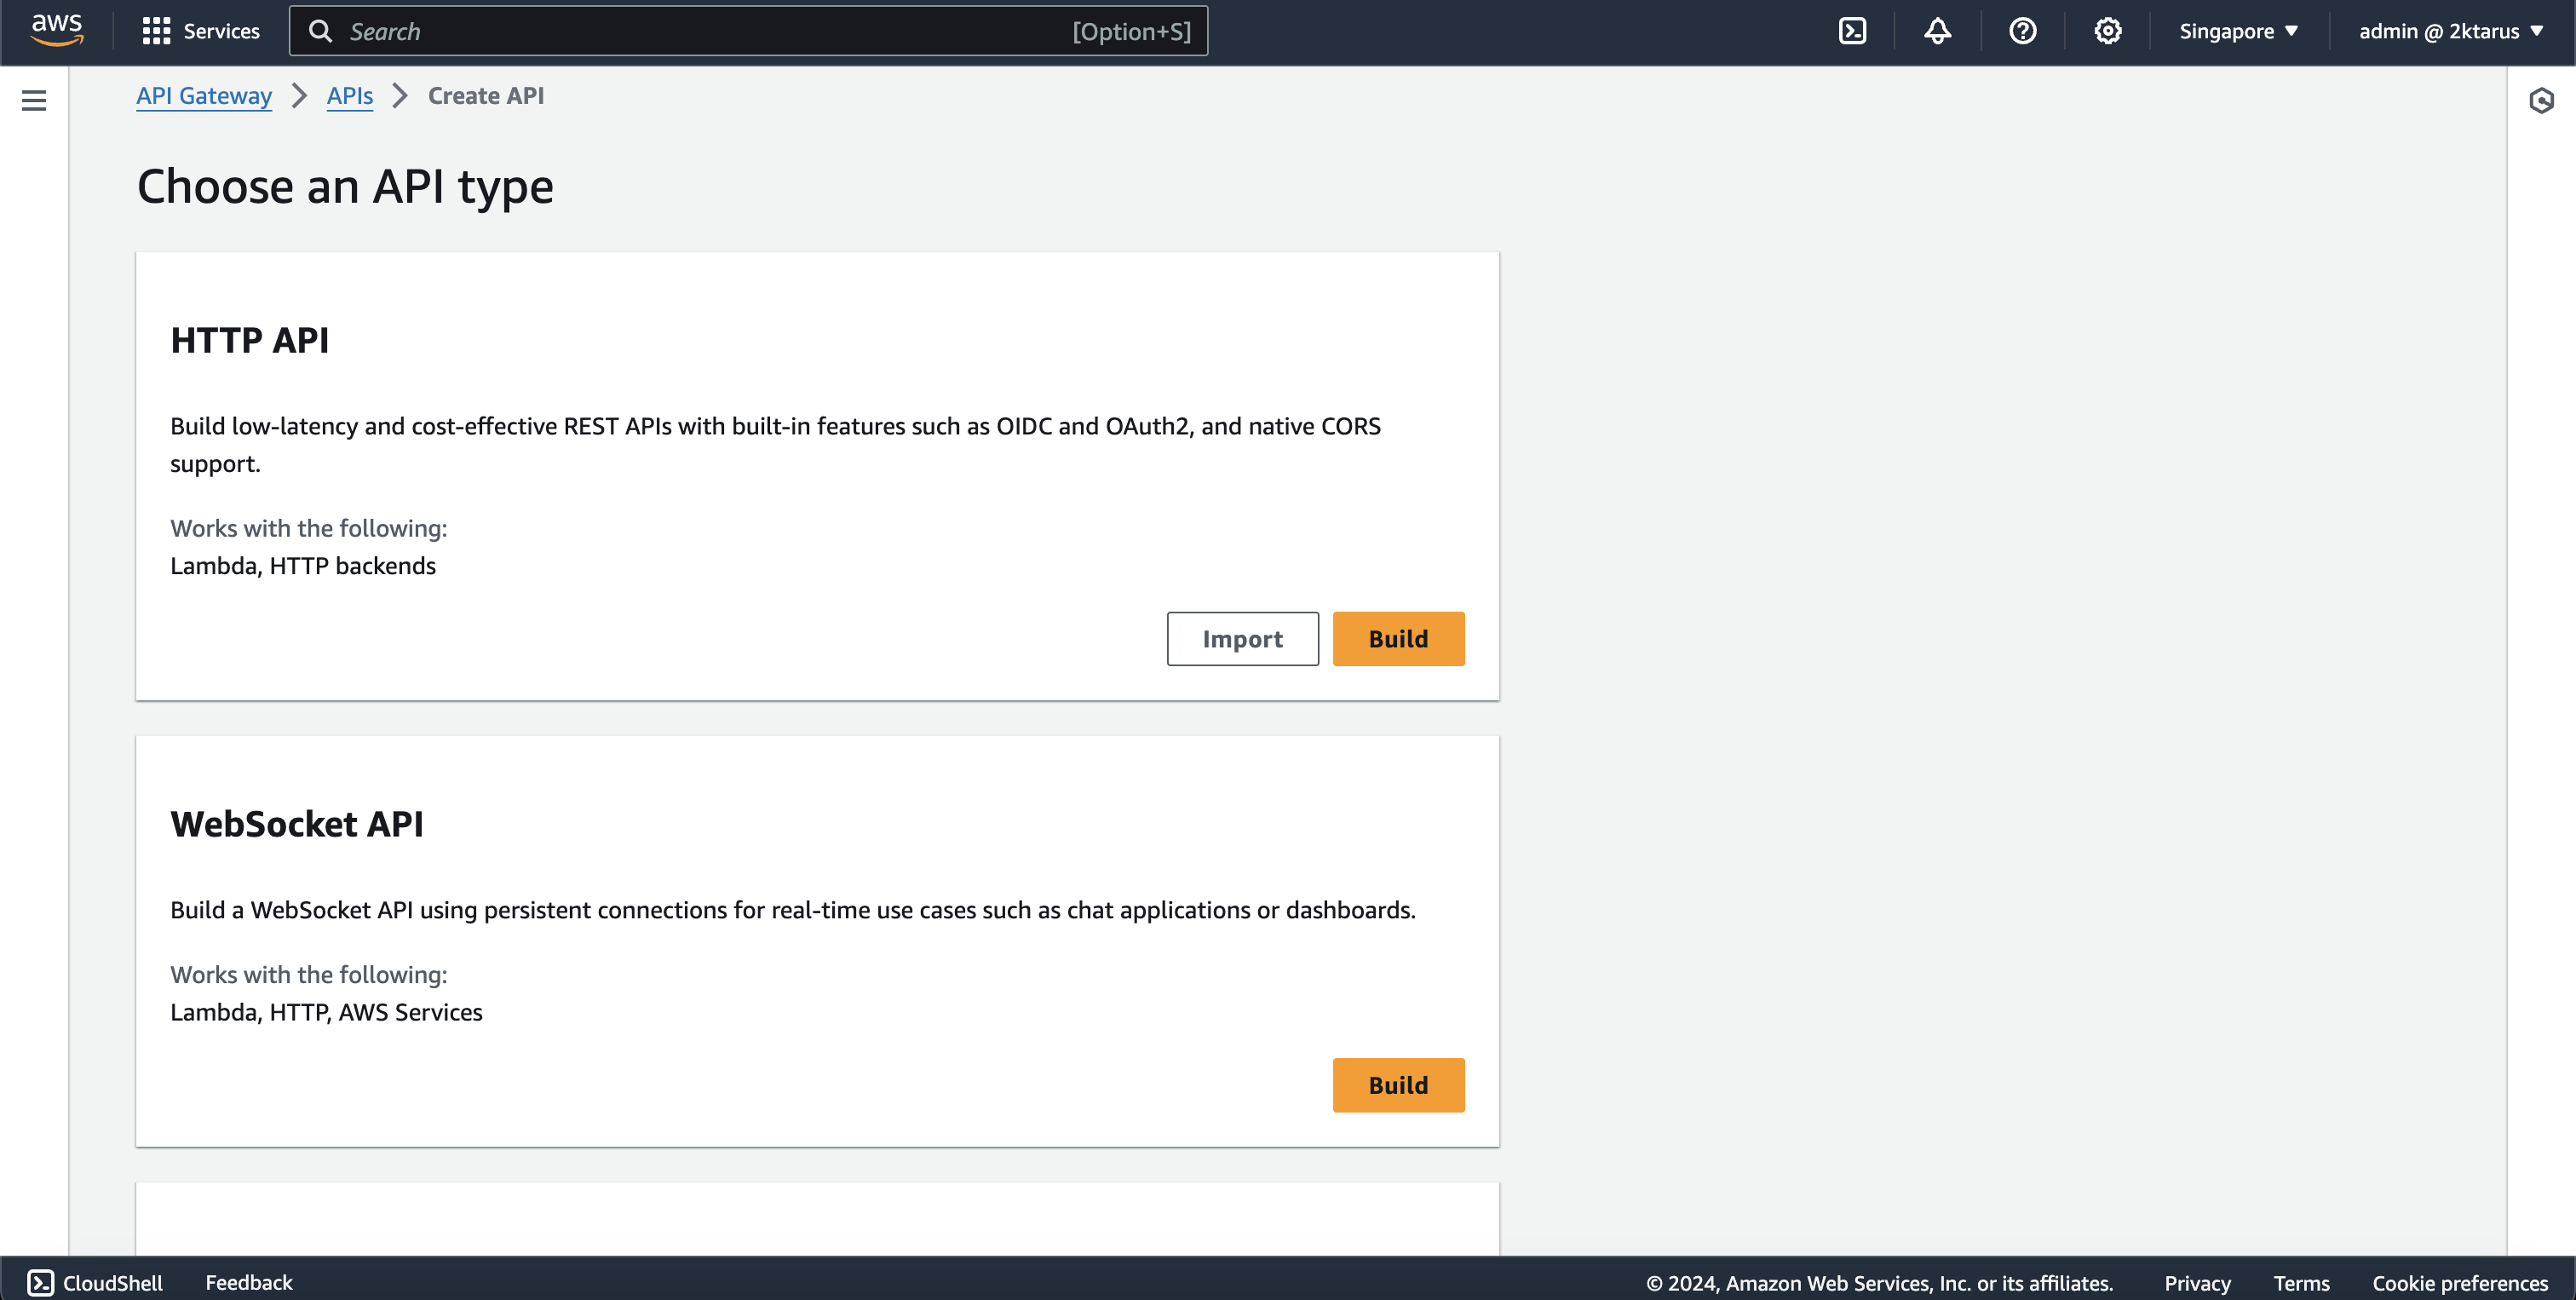 aws
Services
Search
[Option+S]
Singapore
admin @ 2ktarus
API Gateway
APIs
Create API
Choose an API type
HTTP API
Build low-latency and cost-effective REST APIs with built-in features such as OIDC and OAuth2, and native CORS
support.
Works with the following:
Lambda, HTTP backends
Import
Build
WebSocket API
Build a WebSocket API using persistent connections for real-time use cases such as chat applications or dashboards.
Works with the following:
Lambda, HTTP, AWS Services
Build
CloudShell
Feedback
© 2024, Amazon Web Services, Inc. or its affiliates.
Privacy
Terms
Cookie preferences